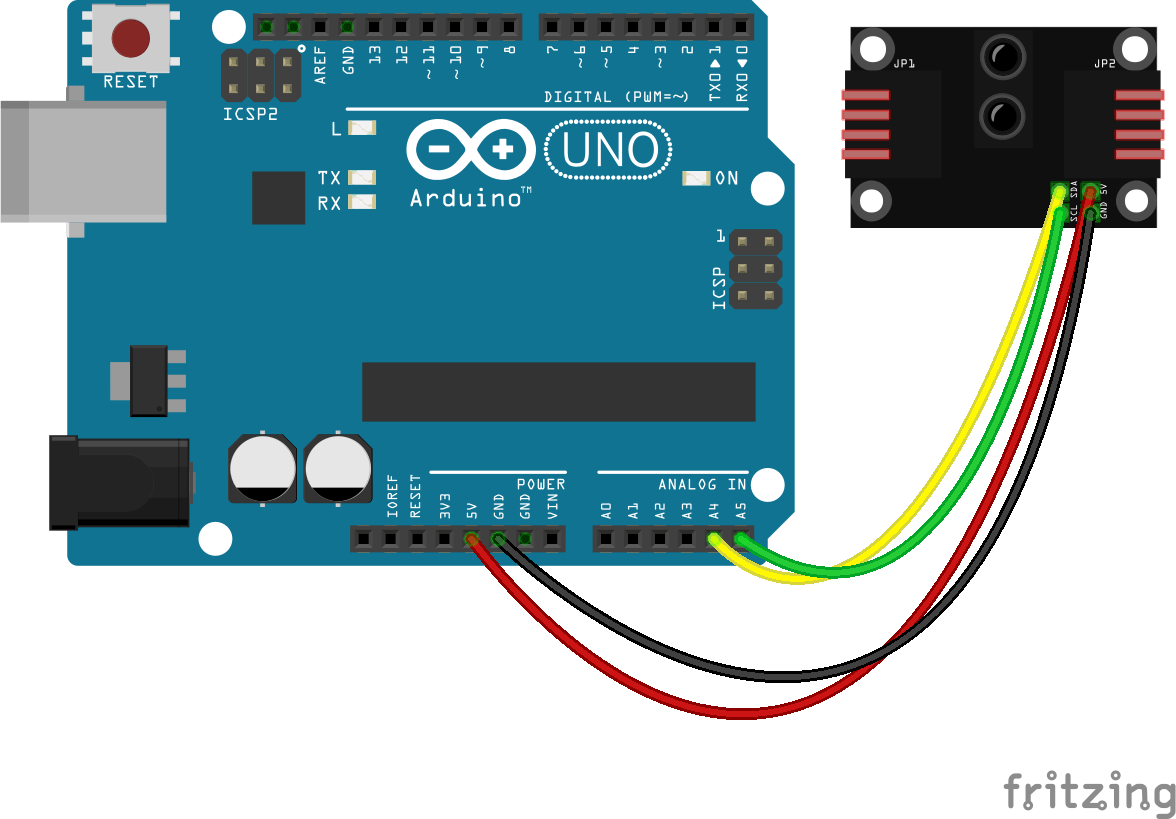 RESET
ICSP2
AREF
GND
13
12
~11
~10
~9
8
7
~6
~5
4
~3
2
TX0▶1
RX0◀0
DIGITAL (PWM=~)
L
TX
RX
UNO
Arduino™
ON
1
ICSP
IOREF
RESET
3V3
5V
GND
GND
VIN
POWER
ANALOG IN
A0
A1
A2
A3
A4
A5
JP1
JP2
SDA
SCL
5V
GND
fritzing